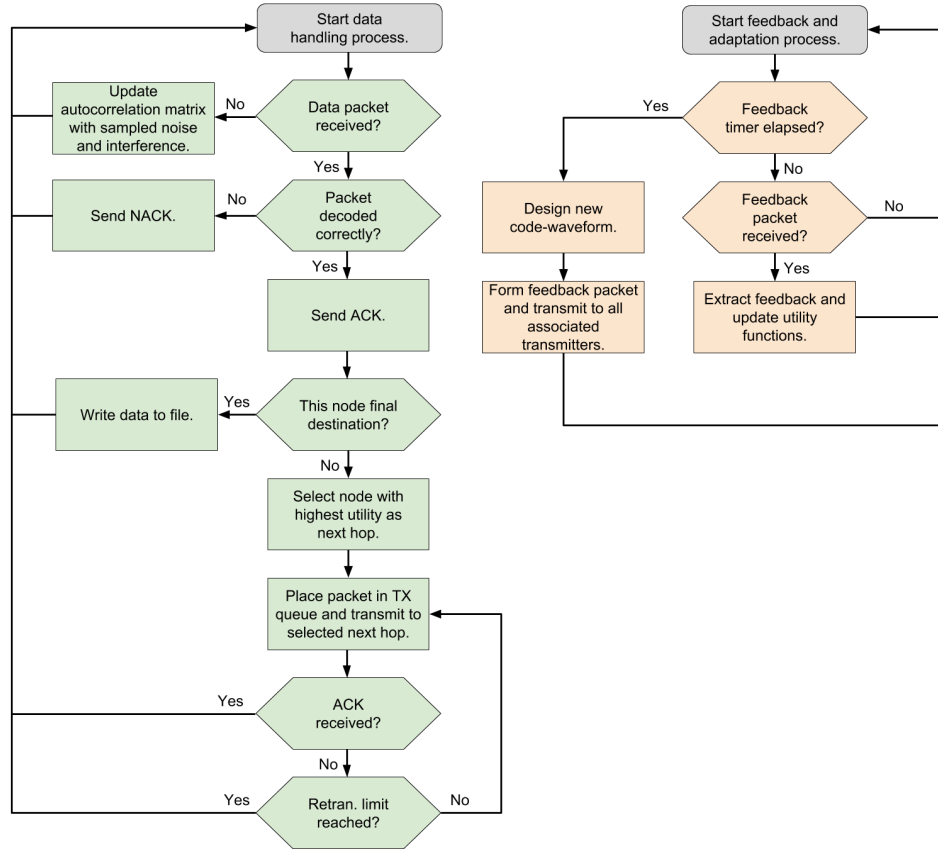 Start data
handling process.
Data packet
received?
No
Update
autocorrelation matrix
with sampled noise
and interference.
Yes
Packet
decoded
correctly?
No
Send NACK.
Yes
Send ACK.
This node final
destination?
Yes
Write data to file.
No
Select node with
highest utility as
next hop.
Place packet in TX
queue and transmit to
selected next hop.
ACK
received?
Yes
No
Retran. limit
reached?
Yes
No
Start feedback and
adaptation process.
Feedback
timer elapsed?
Yes
Design new
code-waveform.
Form feedback packet
and transmit to all
associated
transmitters.
No
Feedback
packet
received?
No
Yes
Extract feedback and
update utility
functions.